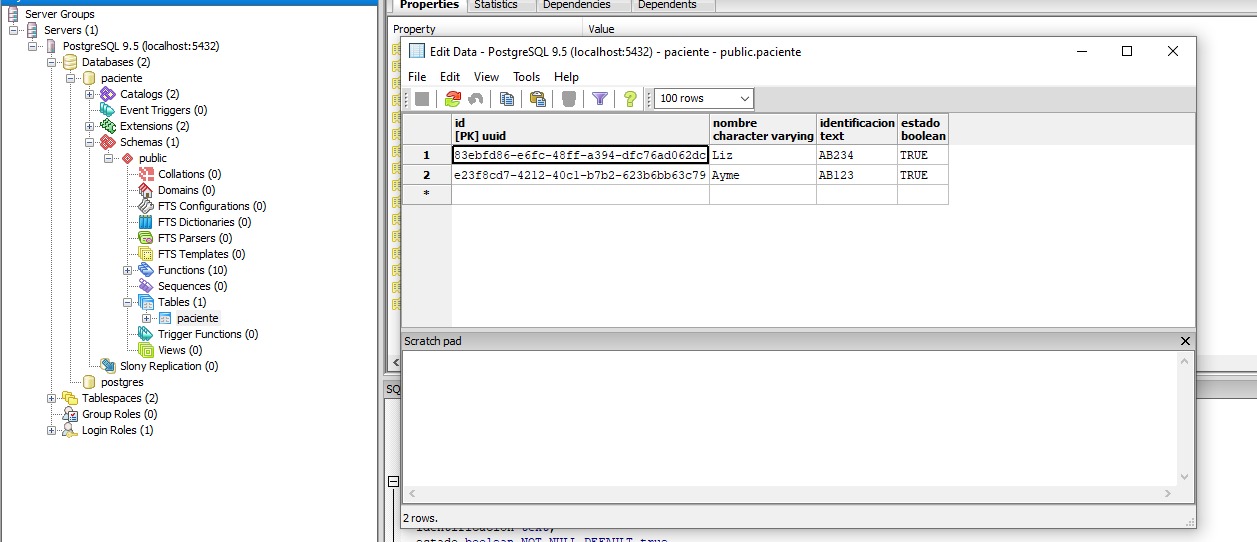 Server Groups
Servers (1)
PostgreSQL 9.5 (localhost:5432)
Databases (2)
paciente
Catalogs (2)
Event Triggers (0)
Extensions (2)
Schemas (1)
public
Collations (0)
Domains (0)
FTS Configurations (0)
FTS Dictionaries (0)
FTS Parsers (0)
FTS Templates (0)
Functions (10)
Sequences (0)
Tables (1)
paciente
Trigger Functions (0)
Views (0)
Slony Replication (0)
postgres
Tablespaces (2)
Group Roles (0)
Login Roles (1)
Properties Statistics Dependencies Dependents
Property Value
Edit Data - PostgreSQL 9.5 (localhost:5432) - paciente - public.paciente
File Edit View Tools Help
100 rows
id nombre identificacion estado
[PK] uuid character varying text boolean
1 83ebfd86-e6fc-48ff-a394-dfc76ad062dc Liz AB234 TRUE
2 e23f8cd7-4212-40c1-b7b2-623b6bb63c79 Ayme AB123 TRUE
*
Scratch pad
SQ
2 rows.
identificacion text,
estado boolean NOT NULL DEFAULT true